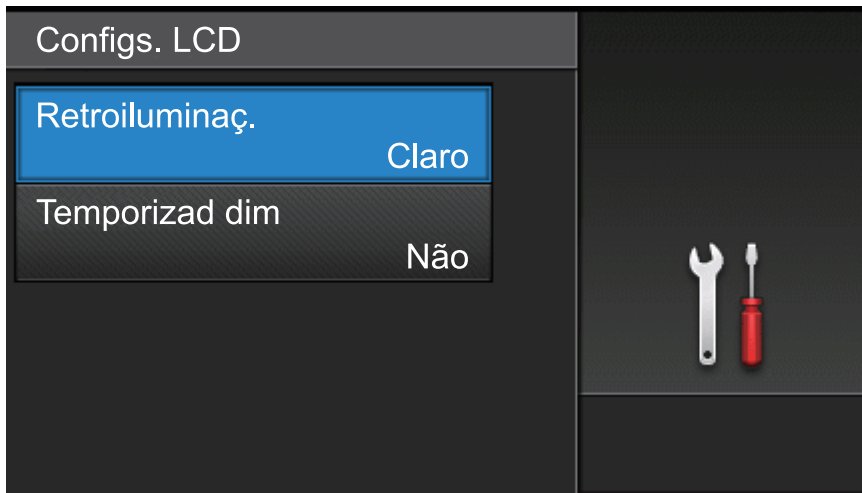 Configs. LCD
Retroiluminaç.
Claro
Temporizad dim
Não